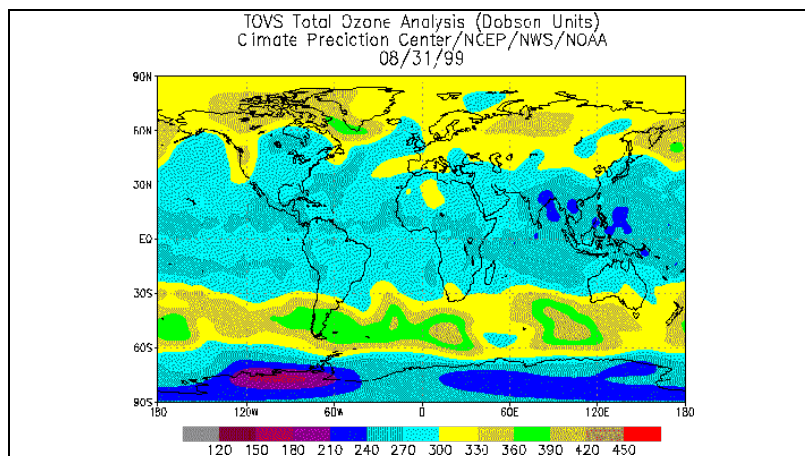 TOVS Total Ozone Analysis (Dobson Units)
Climate Preciction Center/NCEP/NWS/NOAA
08/31/99
90N
60N
30N
EQ
30S
60S
90S
180 120W 60W 0 60E 120E 180
120 150 180 210 240 270 300 330 360 390 420 450